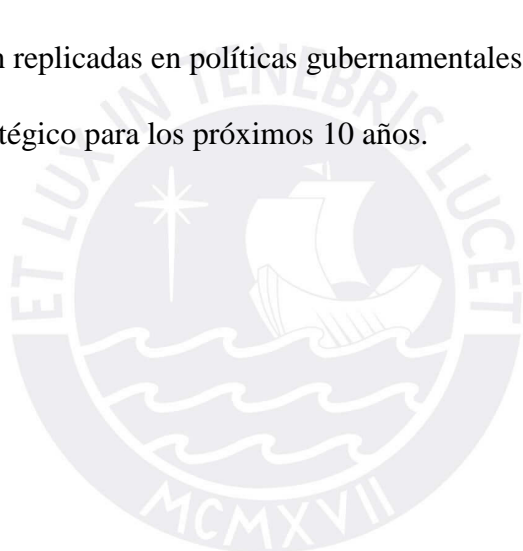 n replicadas en políticas gubernamentales
tégico para los próximos 10 años.
ET LUX IN TENEBRIS LUCET
MCMXVII